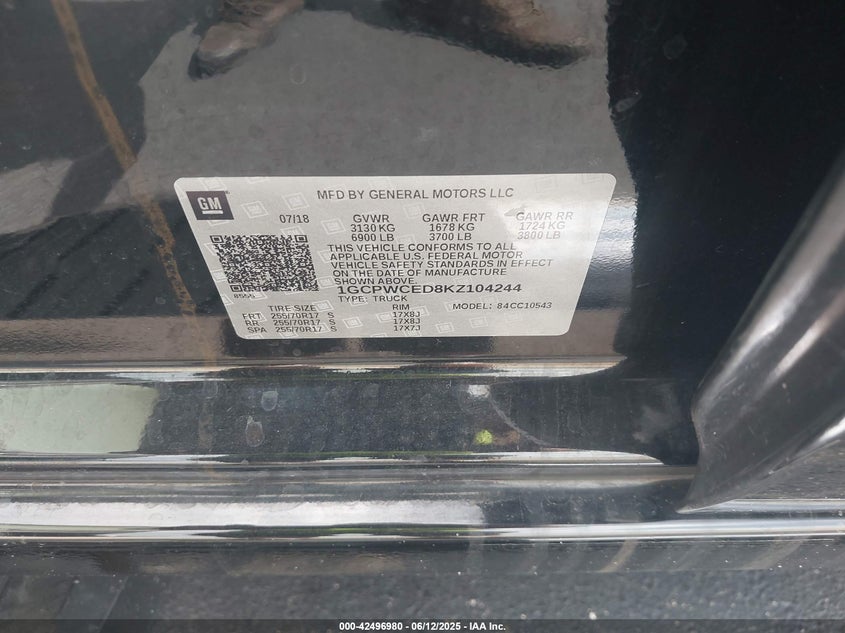 GM
MFD BY GENERAL MOTORS LLC
07/18 GVWR GAWR FRT GAWR RR
3130 KG 1678 KG 1724 KG
6900 LB 3700 LB 3800 LB
THIS VEHICLE CONFORMS TO ALL
APPLICABLE U.S. FEDERAL MOTOR
VEHICLE SAFETY STANDARDS IN EFFECT
ON THE DATE OF MANUFACTURE
SHOWN ABOVE.
1GCPWCED8KZ104244
TYPE: TRUCK MODEL: 84CC10543
TIRE SIZE RIM
FRT 255/70R17 S 17X8J
RR 255/70R17 S 17X8J
SPA 255/70R17 S 17X7J
000-42496980 - 06/12/2025 - IAA Inc.